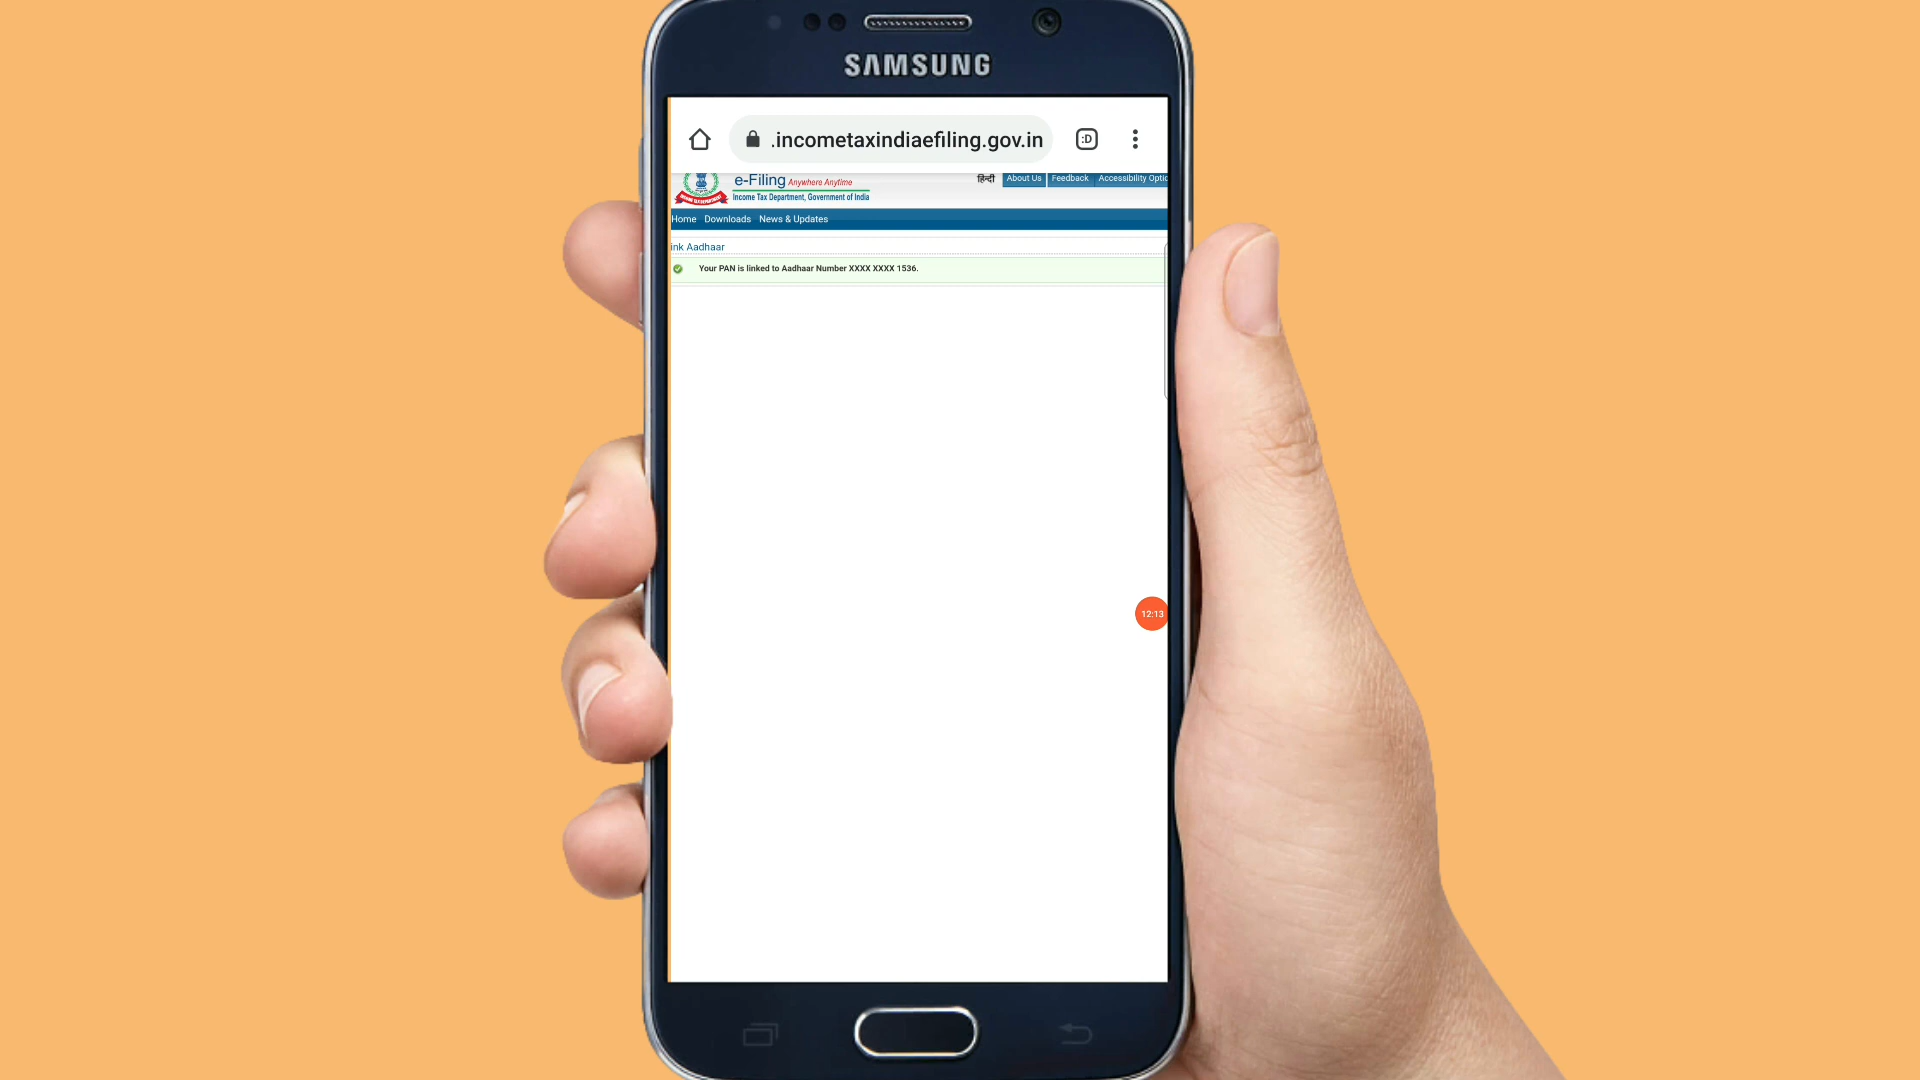 SAMSUNG
.incometaxindiaefiling.gov.in
:D
e-Filing Anywhere Anytime
Income Tax Department, Government of India
हिन्दी About Us Feedback Accessibility Optio
Home Downloads News & Updates
ink Aadhaar
Your PAN is linked to Aadhaar Number XXXX XXXX 1536.
12:13